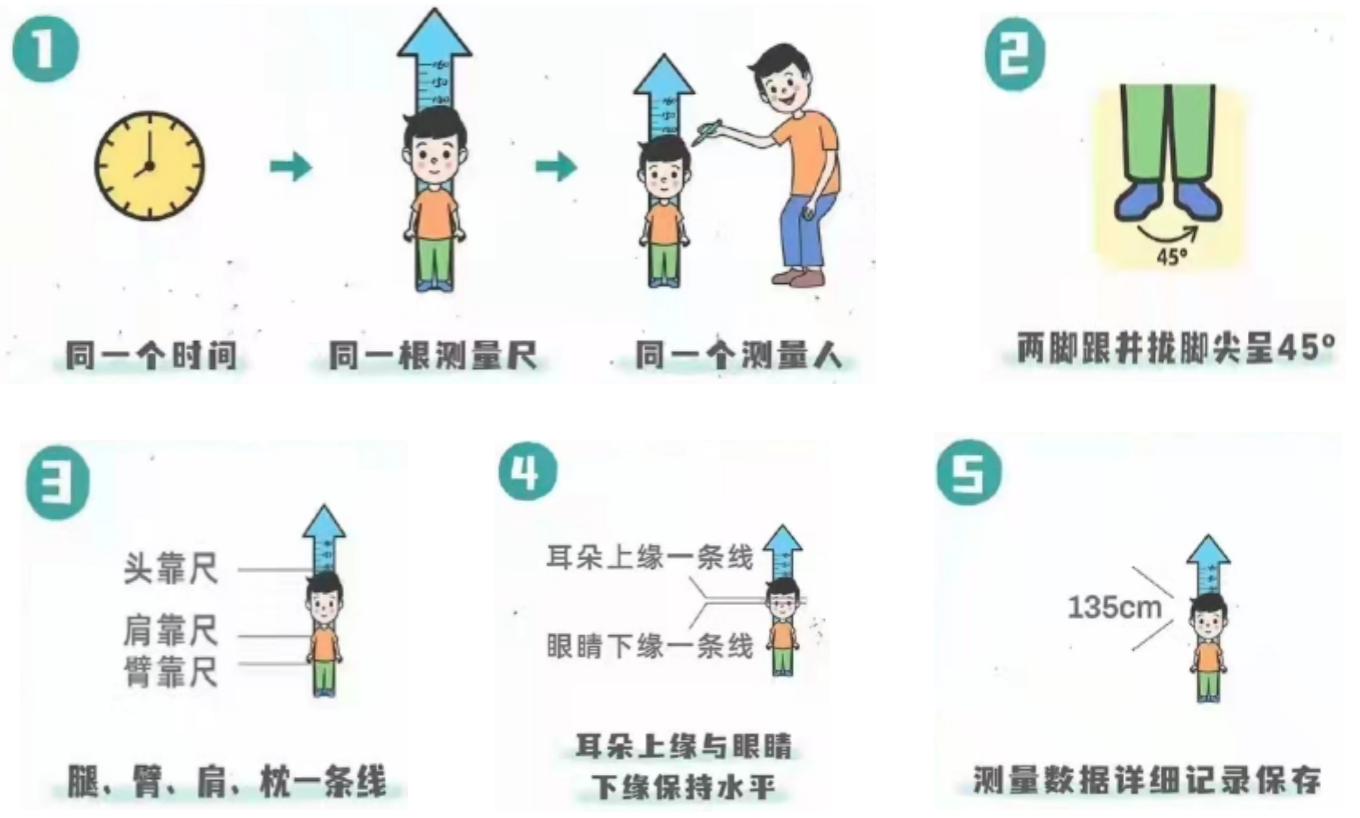 1
同一个时间
同一根测量尺
同一个测量人
2
45°
两脚跟并拢脚尖呈45°
3
头靠尺
肩靠尺
臂靠尺
腿、臂、肩、枕一条线
4
耳朵上缘一条线
眼睛下缘一条线
耳朵上缘与眼睛
下缘保持水平
5
135cm
测量数据详细记录保存